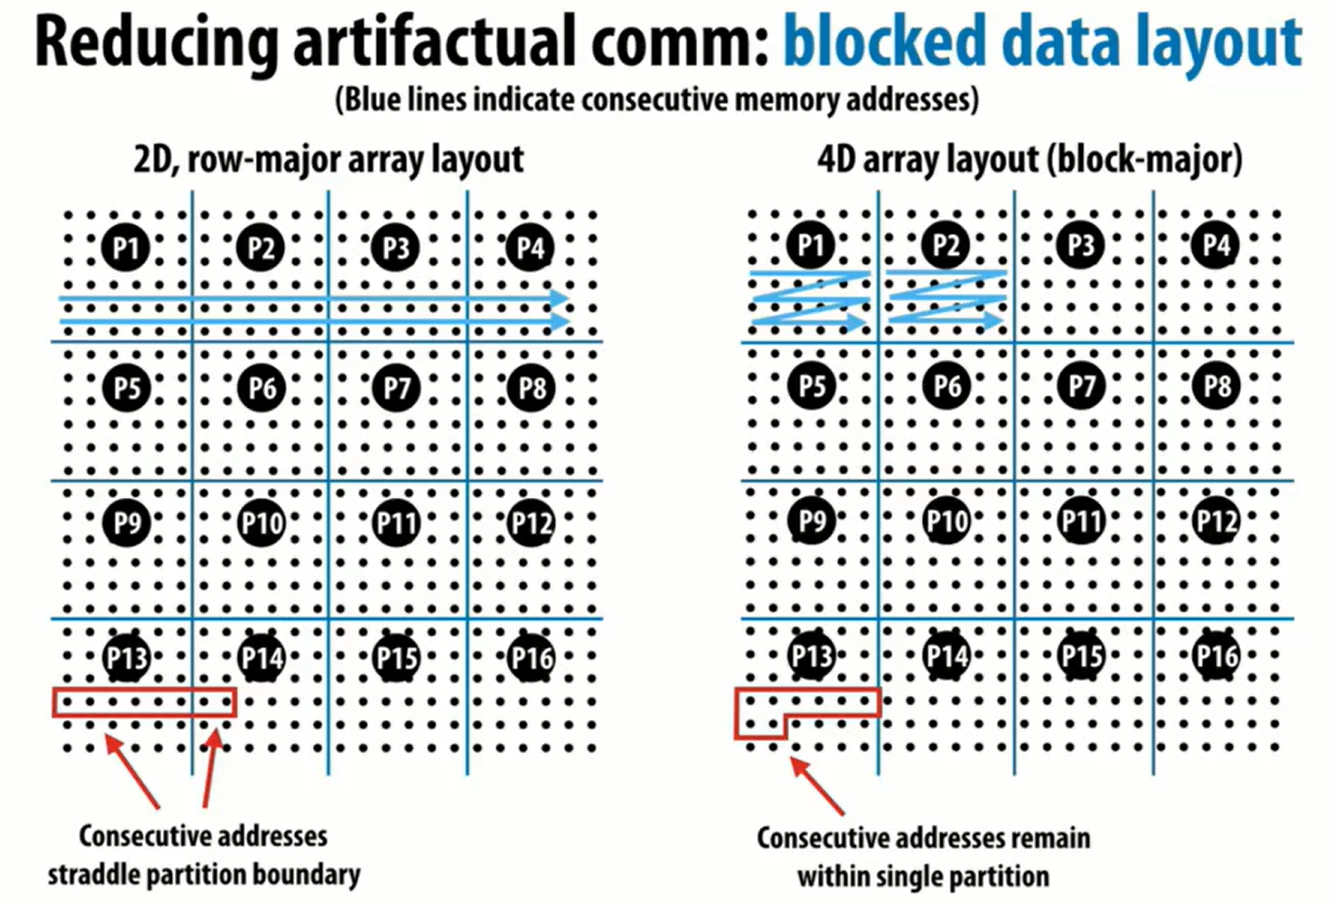 Reducing artifactual comm: blocked data layout
(Blue lines indicate consecutive memory addresses)
2D, row-major array layout
P1 P2 P3 P4
P5 P6 P7 P8
P9 P10 P11 P12
P13 P14 P15 P16
Consecutive addresses
straddle partition boundary
4D array layout (block-major)
P1 P2 P3 P4
P5 P6 P7 P8
P9 P10 P11 P12
P13 P14 P15 P16
Consecutive addresses remain
within single partition